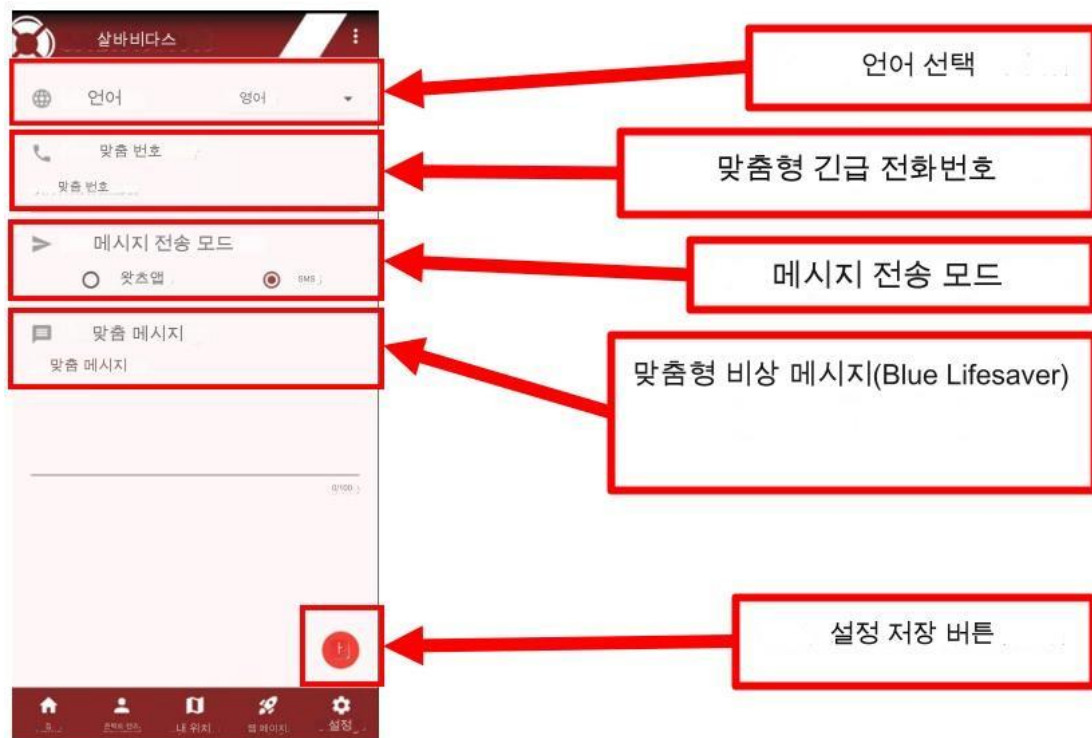 살바비다스
언어 선택
언어
영어
맞춤 번호
맞춤 번호
맞춤형 긴급 전화번호
메시지 전송 모드
왓츠앱
SMS
메시지 전송 모드
맞춤 메시지
맞춤 메시지
맞춤형 비상 메시지(Blue Lifesaver)
0/100
설정 저장 버튼
내 위치
웹 페이지
설정